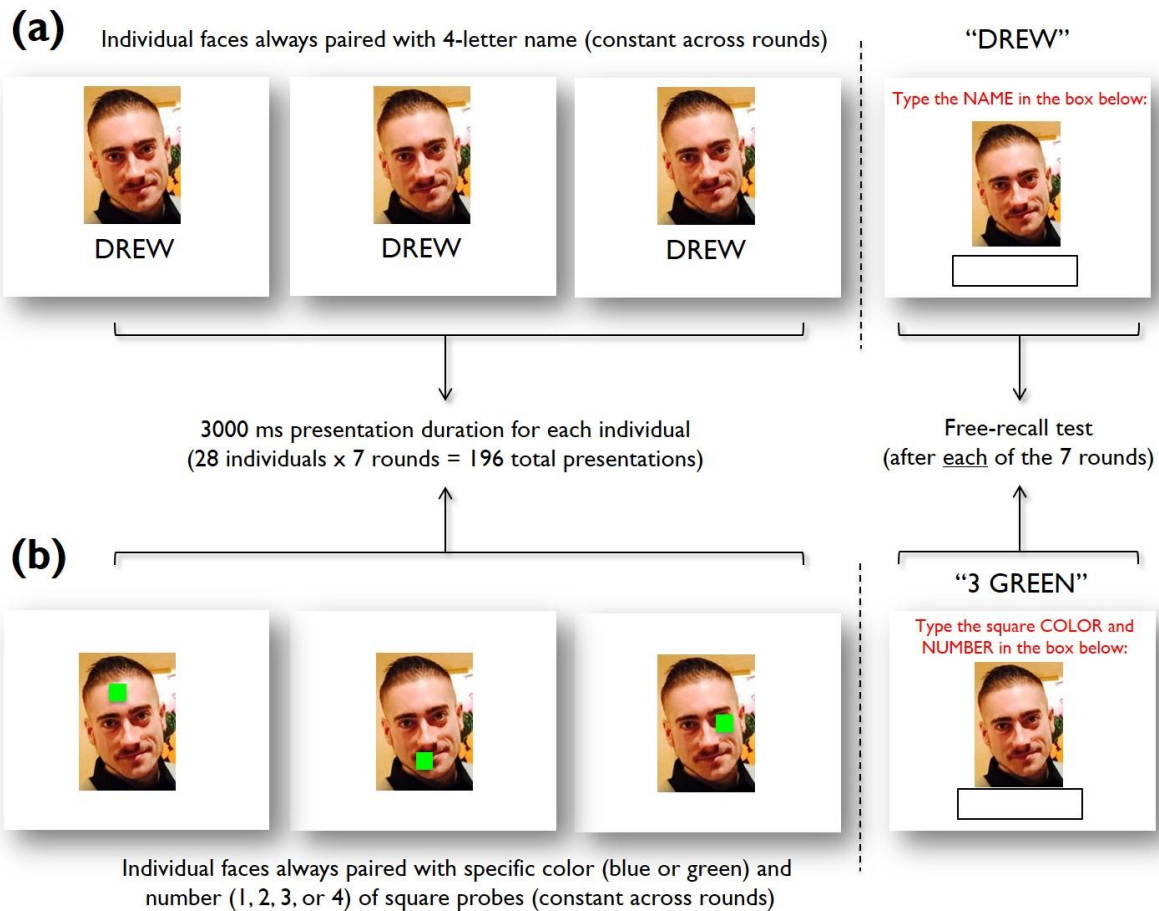 (a)
Individual faces always paired with 4-letter name (constant across rounds)
“DREW”
DREW
DREW
DREW
Type the NAME in the box below:
3000 ms presentation duration for each individual
(28 individuals x 7 rounds = 196 total presentations)
Free-recall test
(after each of the 7 rounds)
(b)
“3 GREEN”
Type the square COLOR and
NUMBER in the box below:
Individual faces always paired with specific color (blue or green) and
number (1, 2, 3, or 4) of square probes (constant across rounds)